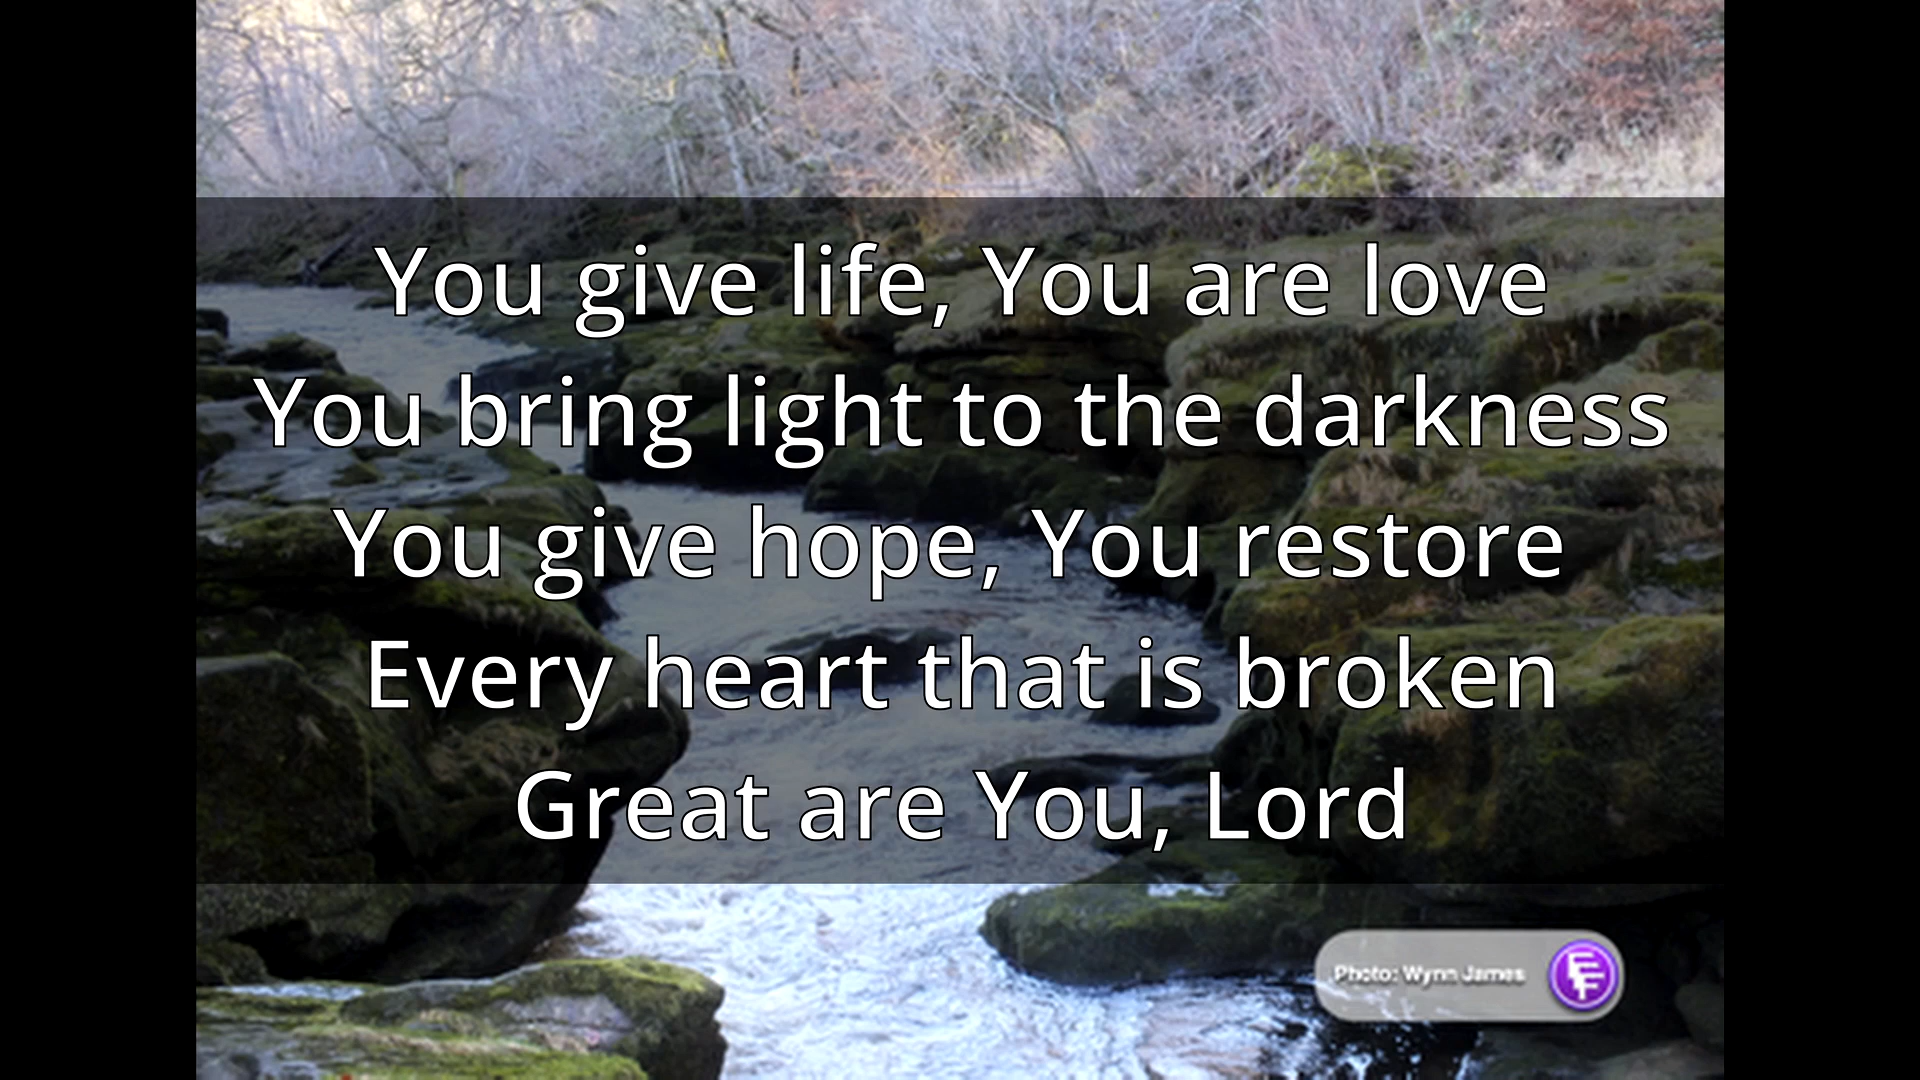 You give life, You are love
You bring light to the darkness
You give hope, You restore
Every heart that is broken
Great are You, Lord
Photo: Wynn James